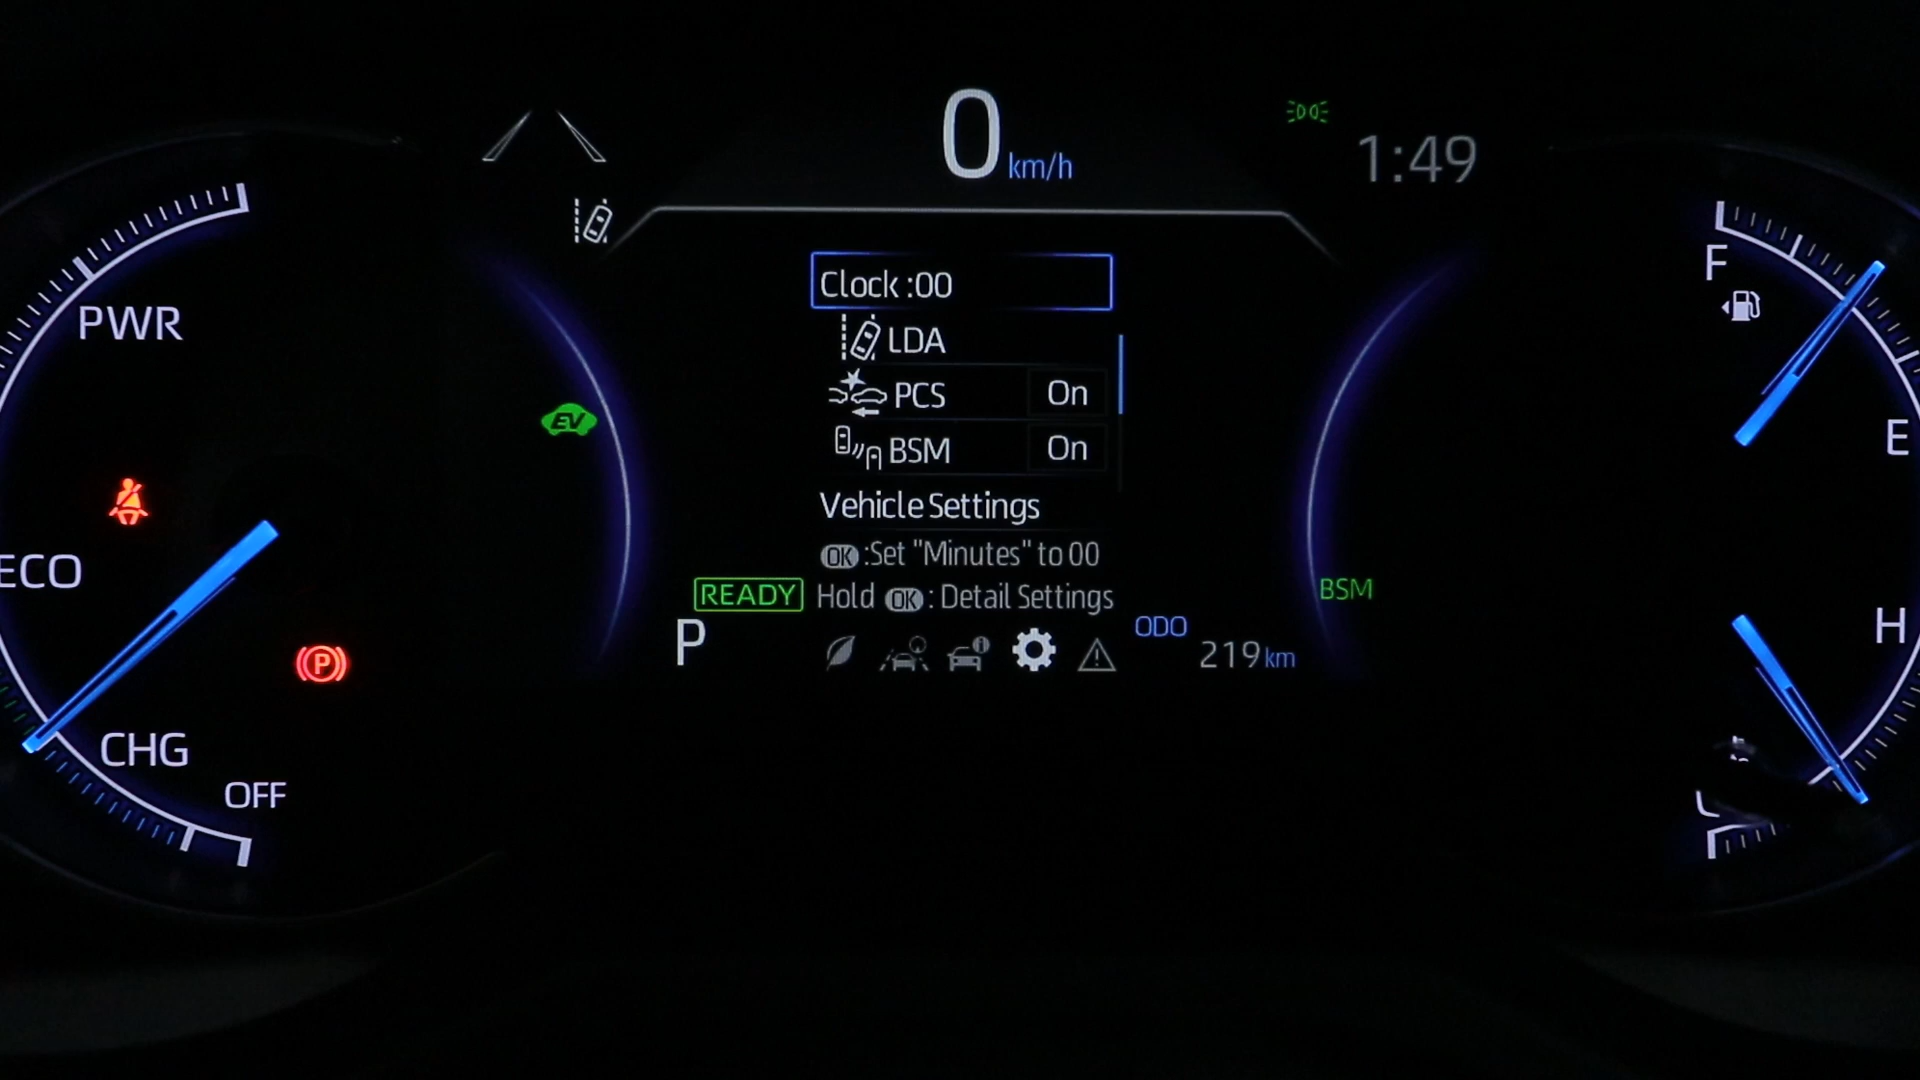 0 km/h
1:49
PWR
ECO
CHG
OFF
EV
P
Clock :00
LDA
PCS On
BSM On
Vehicle Settings
OK :Set "Minutes" to 00
READY
Hold OK : Detail Settings
P
ODO
219 km
BSM
F
E
H